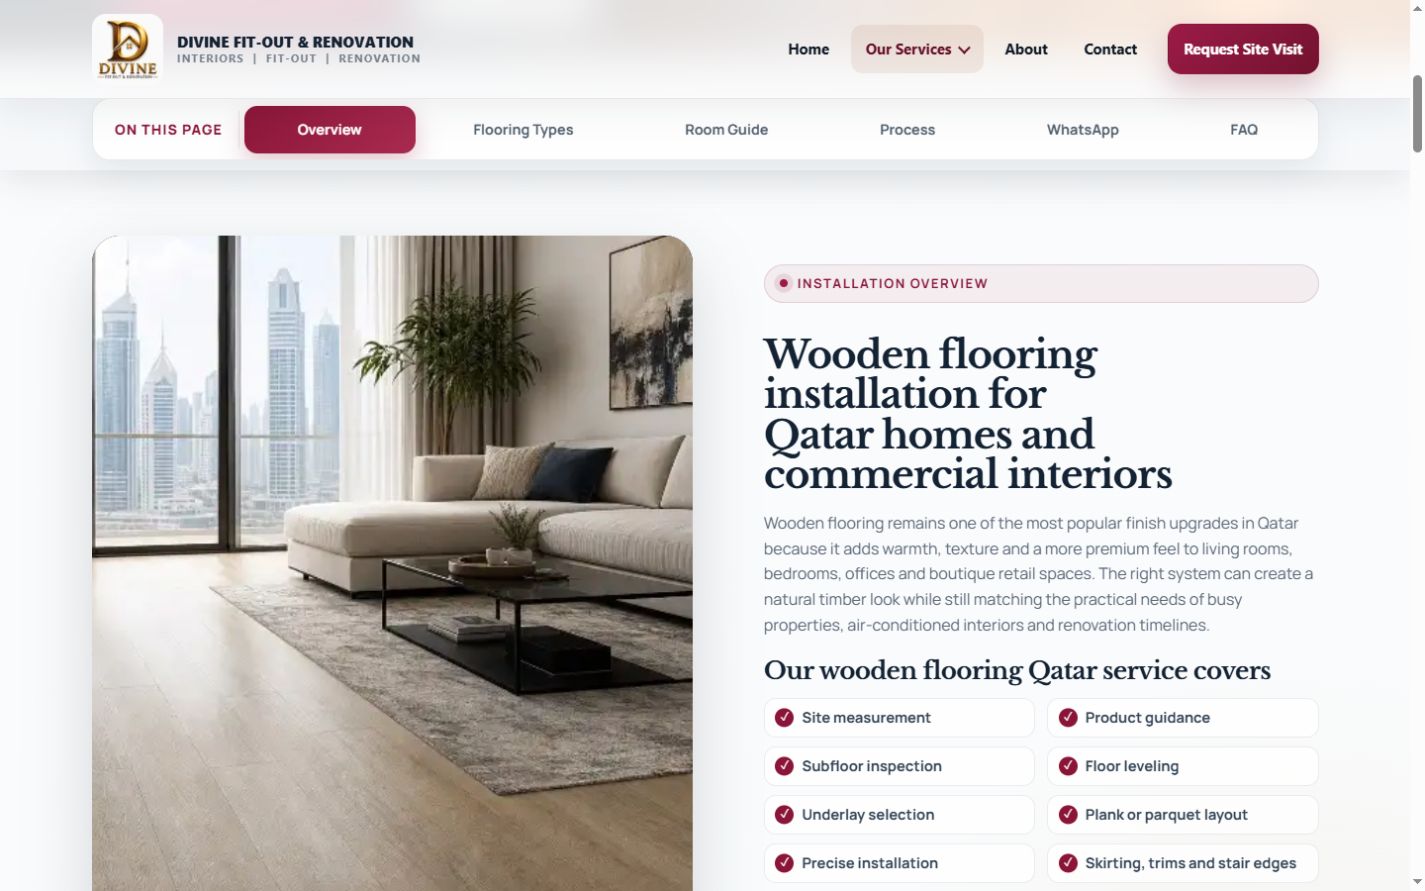 DIVINE
FIT-OUT & RENOVATION
DIVINE FIT-OUT & RENOVATION
INTERIORS | FIT-OUT | RENOVATION
Home
Our Services
About
Contact
Request Site Visit
ON THIS PAGE
Overview
Flooring Types
Room Guide
Process
WhatsApp
FAQ
INSTALLATION OVERVIEW
Wooden flooring
installation for
Qatar homes and
commercial interiors
Wooden flooring remains one of the most popular finish upgrades in Qatar
because it adds warmth, texture and a more premium feel to living rooms,
bedrooms, offices and boutique retail spaces. The right system can create a
natural timber look while still matching the practical needs of busy
properties, air-conditioned interiors and renovation timelines.
Our wooden flooring Qatar service covers
Site measurement
Product guidance
Subfloor inspection
Floor leveling
Underlay selection
Plank or parquet layout
Precise installation
Skirting, trims and stair edges